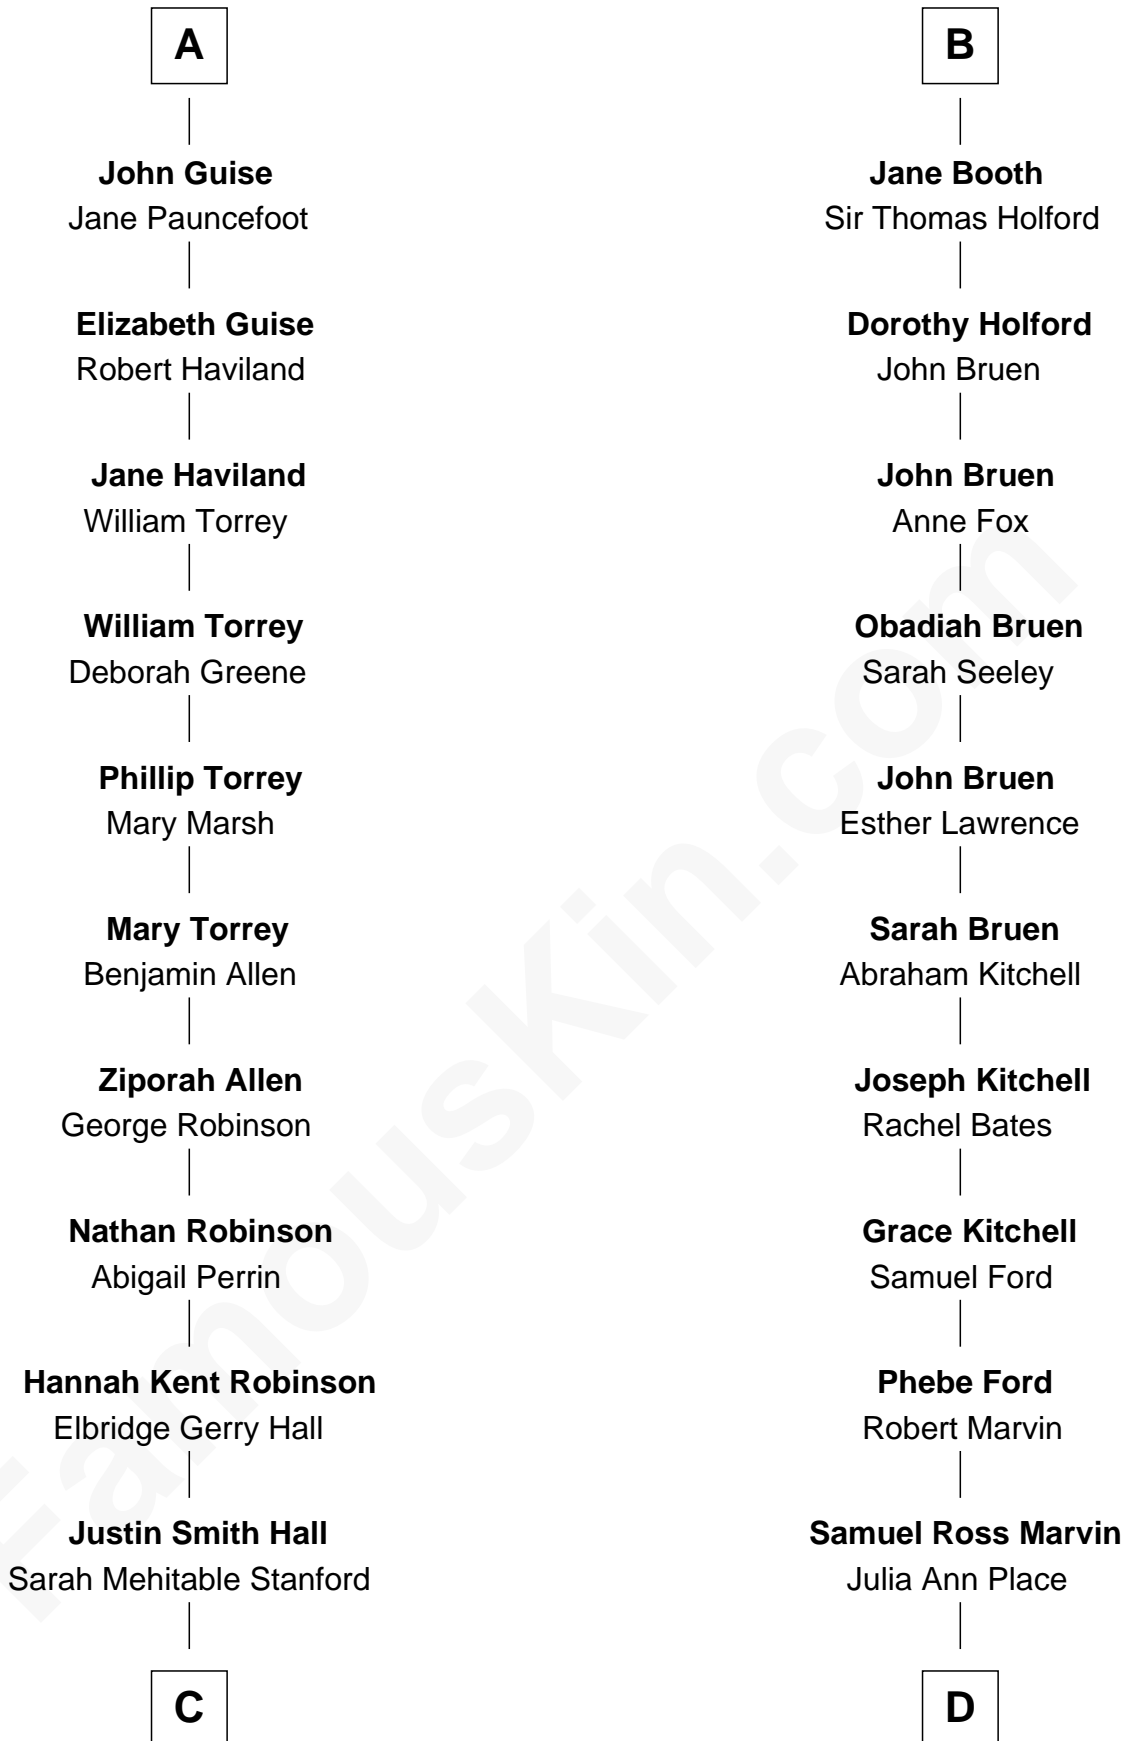 A
John Guise
Jane Pauncefoot
Elizabeth Guise
Robert Haviland
Jane Haviland
William Torrey
William Torrey
Deborah Greene
Phillip Torrey
Mary Marsh
Mary Torrey
Benjamin Allen
Ziporah Allen
George Robinson
Nathan Robinson
Abigail Perrin
Hannah Kent Robinson
Elbridge Gerry Hall
Justin Smith Hall
Sarah Mehitable Stanford
C
B
Jane Booth
Sir Thomas Holford
Dorothy Holford
John Bruen
John Bruen
Anne Fox
Obadiah Bruen
Sarah Seeley
John Bruen
Esther Lawrence
Sarah Bruen
Abraham Kitchell
Joseph Kitchell
Rachel Bates
Grace Kitchell
Samuel Ford
Phebe Ford
Robert Marvin
Samuel Ross Marvin
Julia Ann Place
D
FamousKin.com